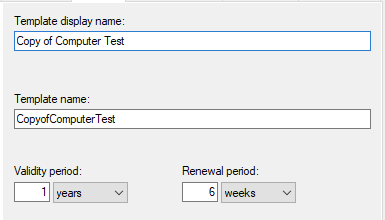 Template display name:
Copy of Computer Test
Template name:
CopyofComputerTest
Validity period: Renewal period:
1 years 6 weeks